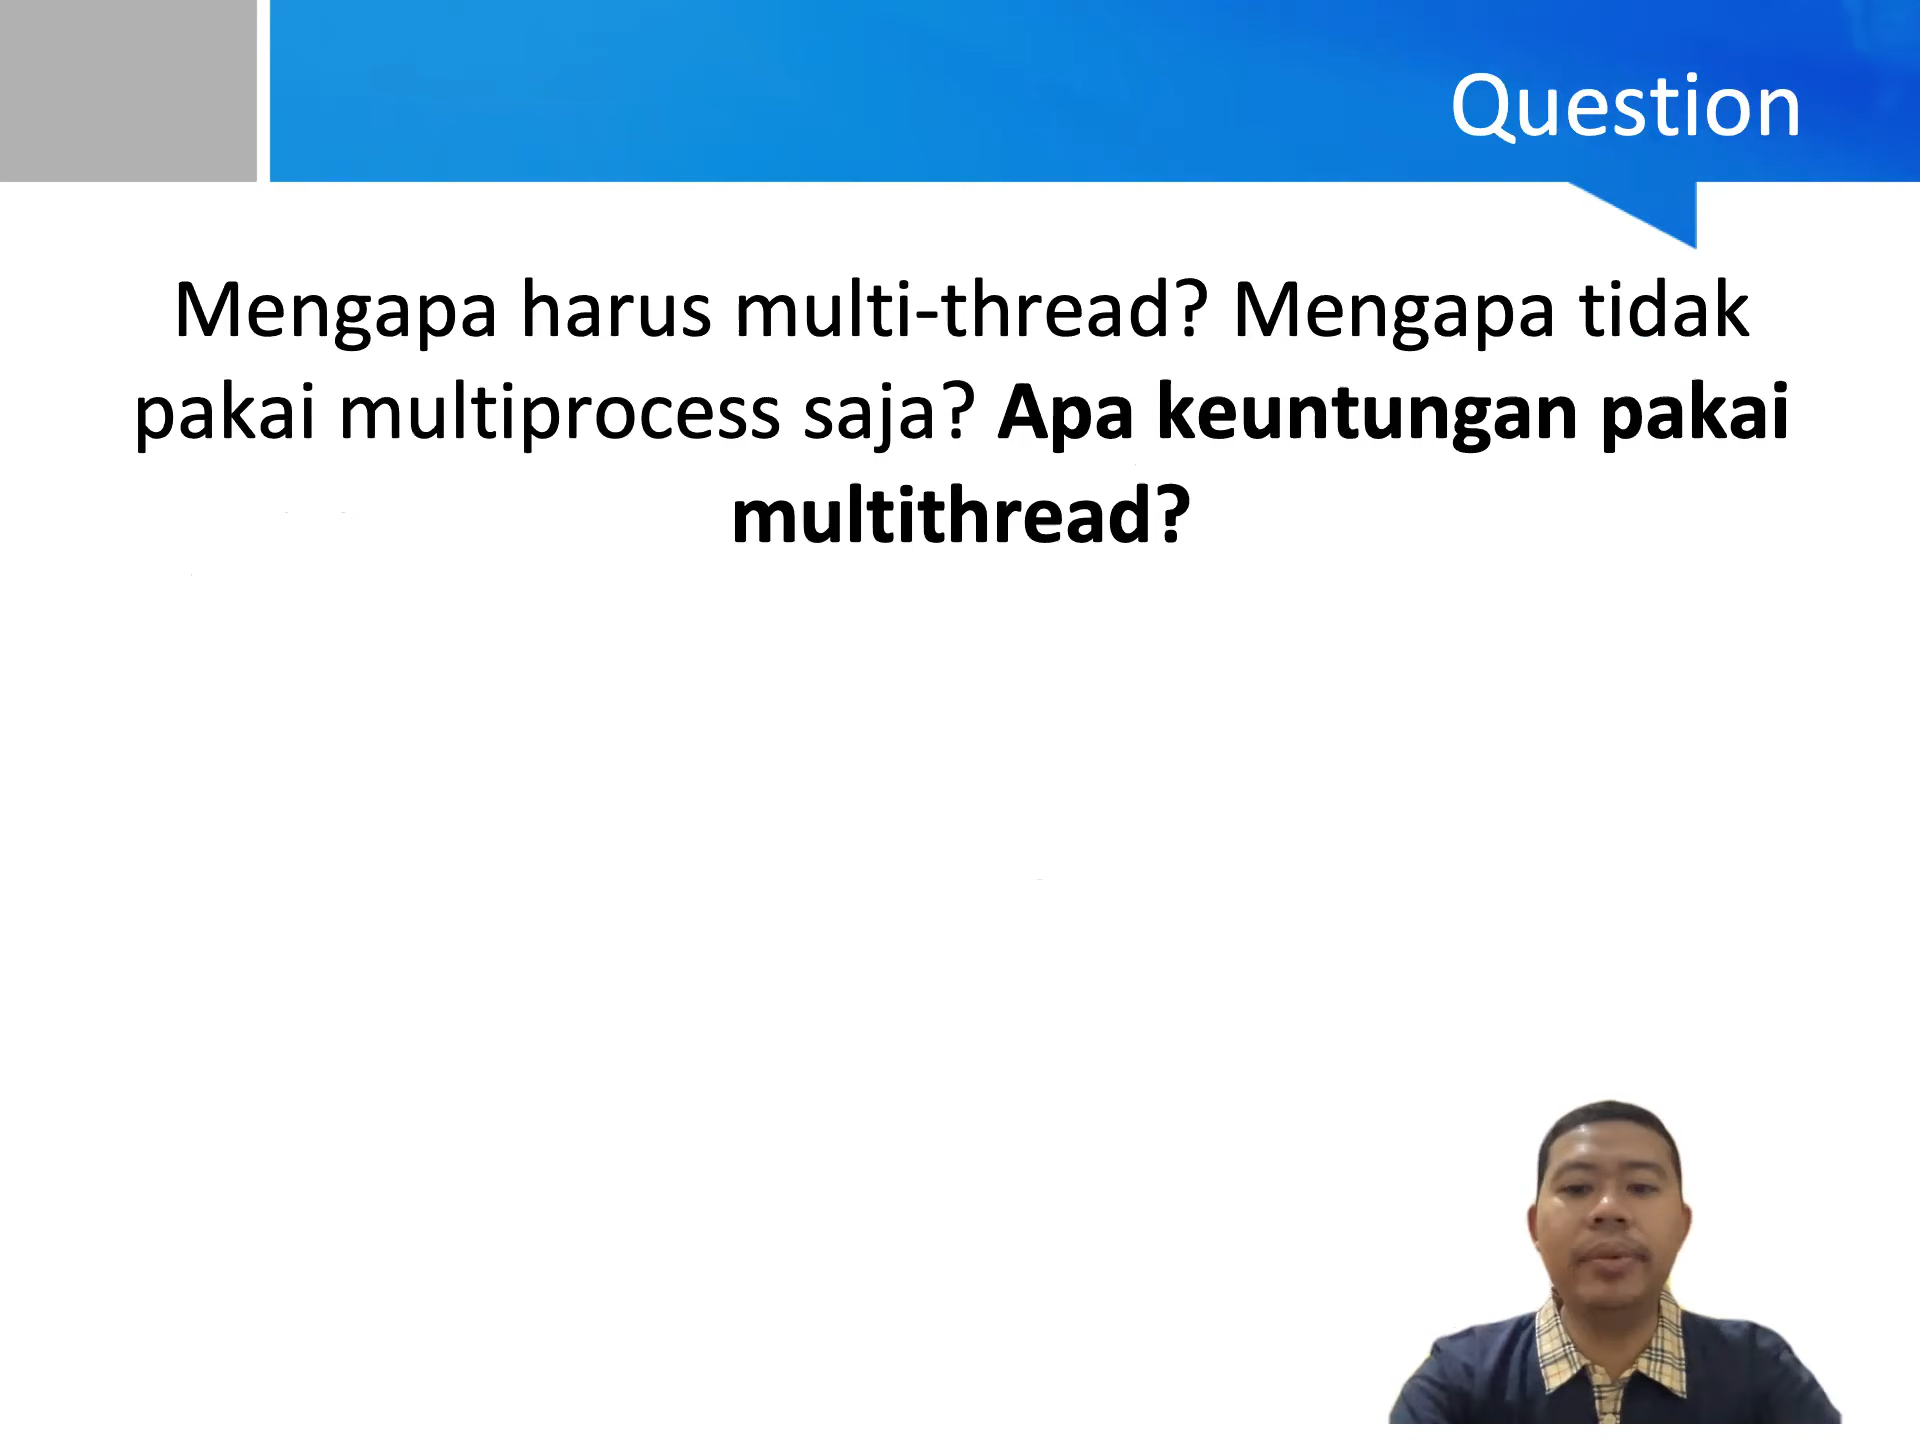 Question
Mengapa harus multi-thread? Mengapa tidak
pakai multiprocess saja? Apa keuntungan pakai
multithread?